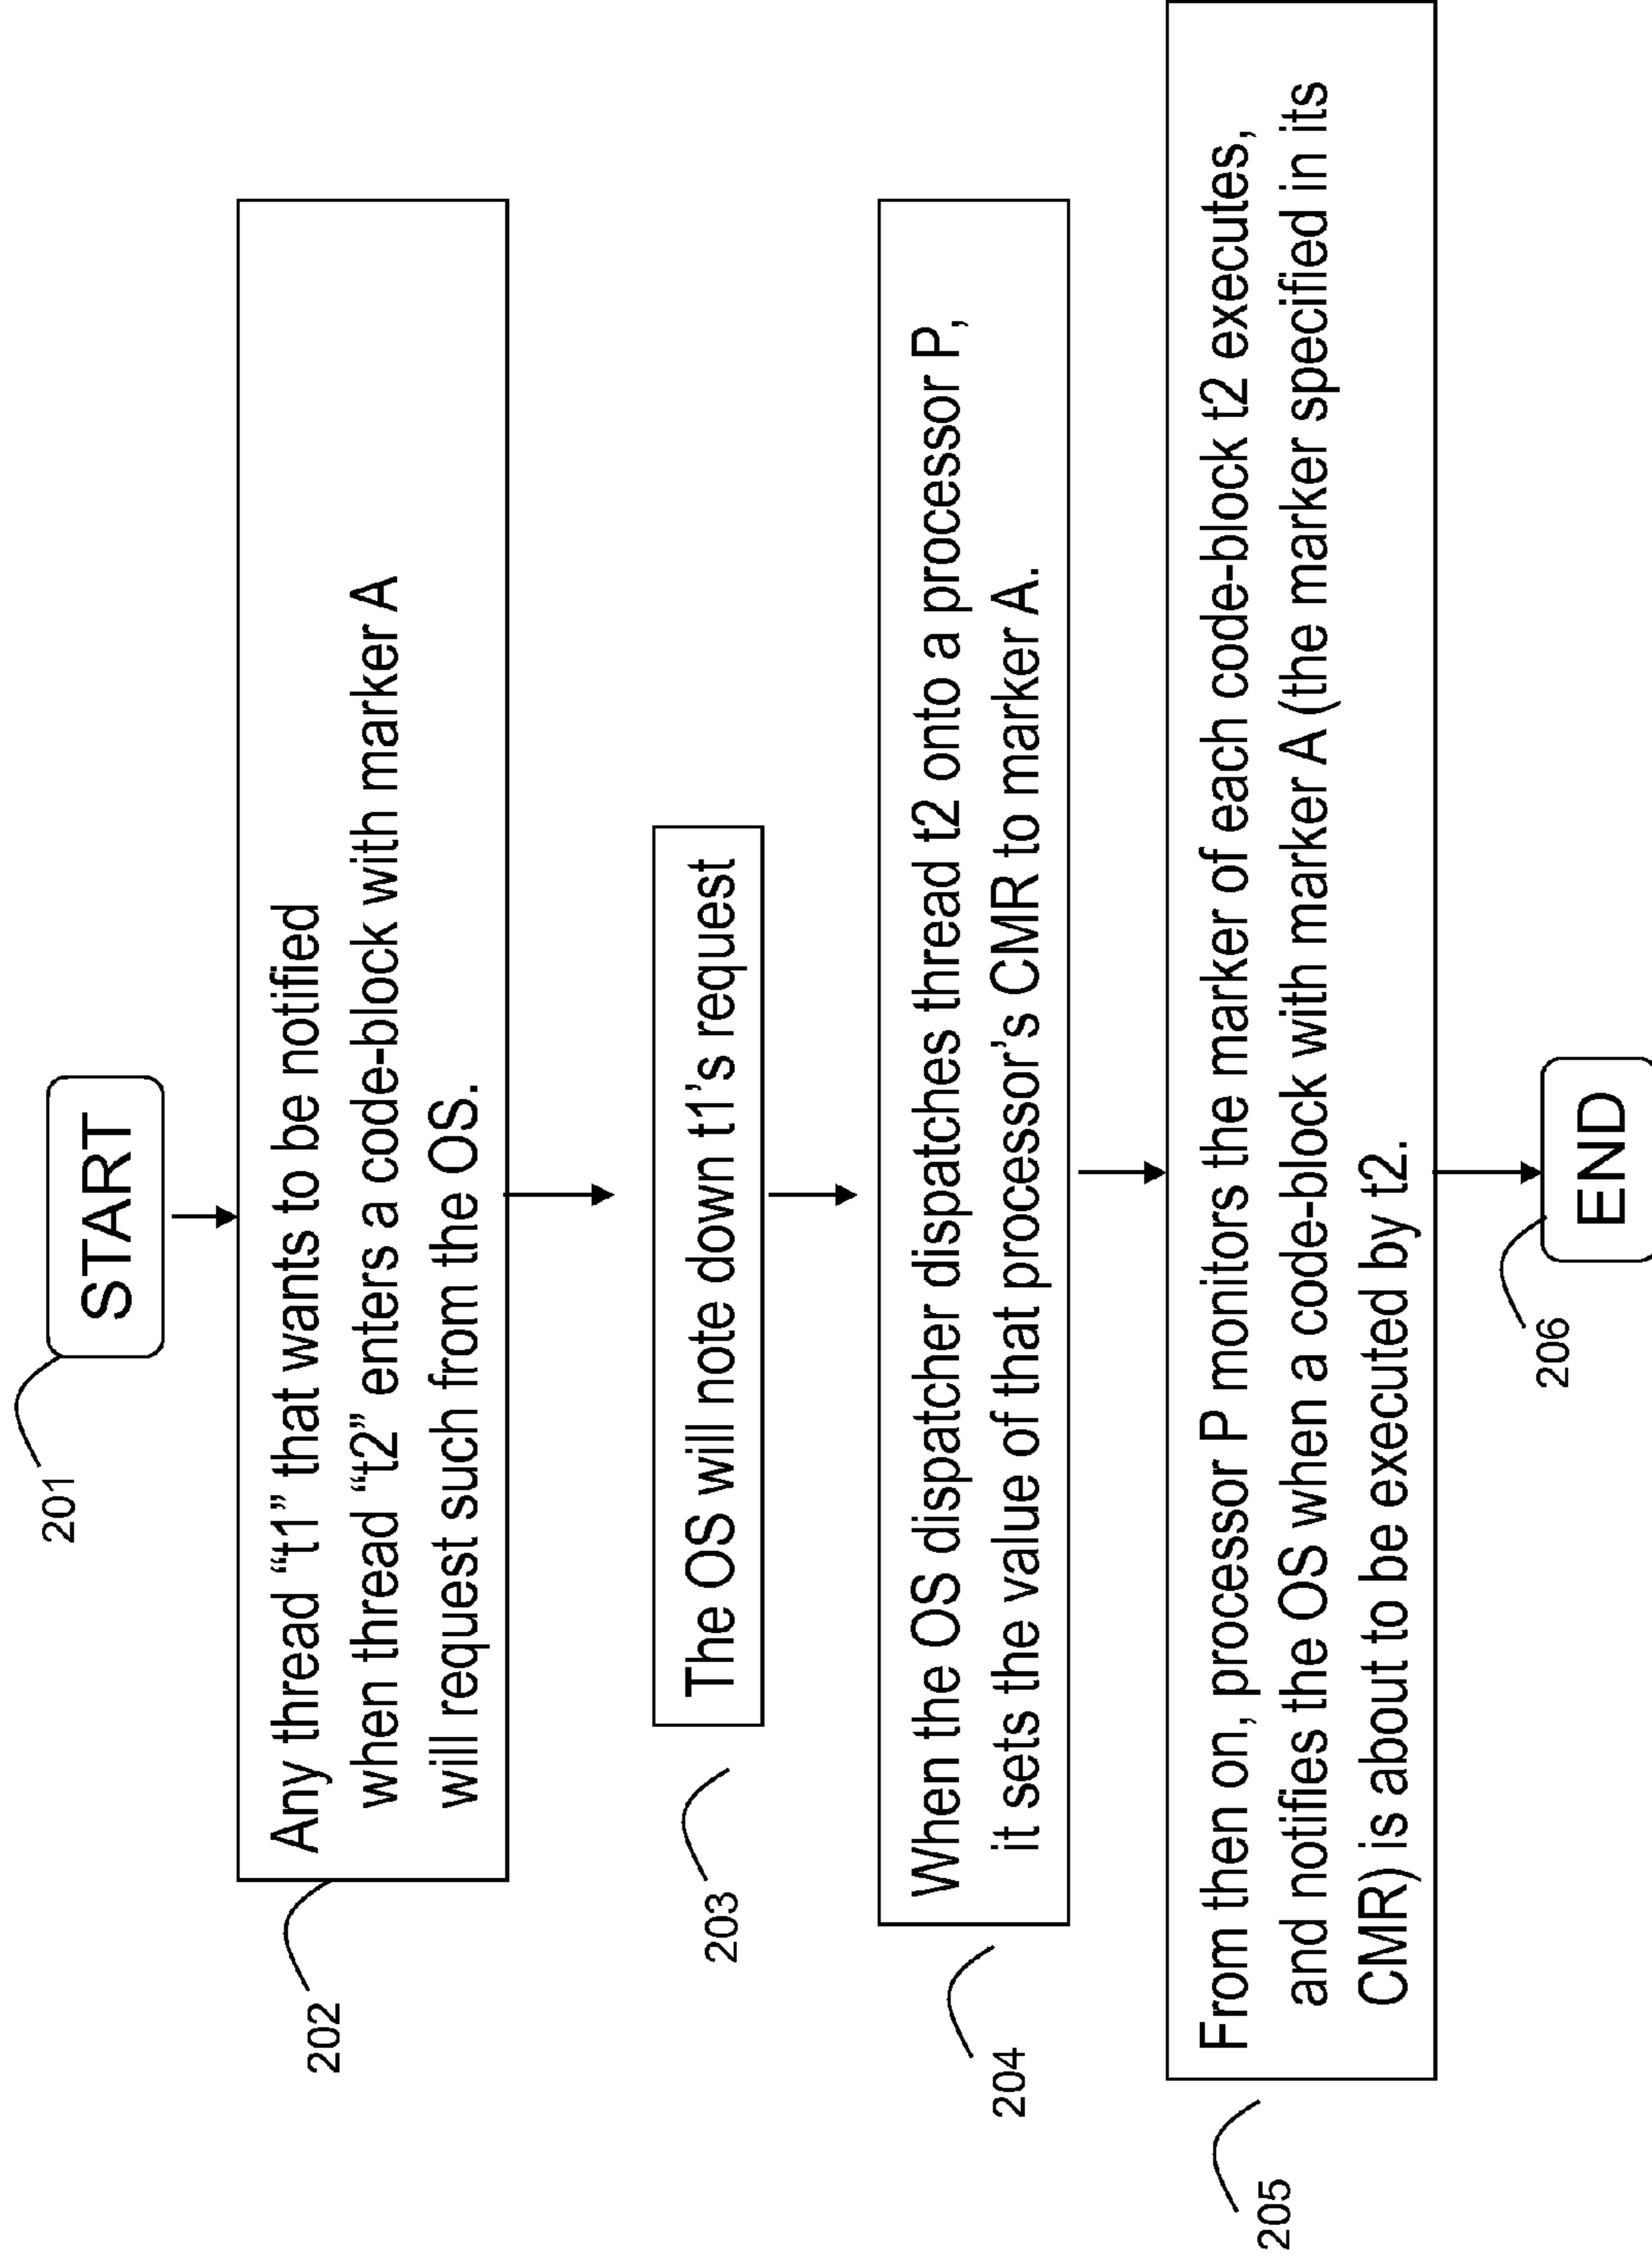 201
START
202
Any thread “t1” that wants to be notified
when thread “t2” enters a code-block with marker A
will request such from the OS.
203
The OS will note down t1’s request
204
When the OS dispatcher dispatches thread t2 onto a processor P,
it sets the value of that processor’s CMR to marker A.
205
From then on, processor P monitors the marker of each code-block t2 executes,
and notifies the OS when a code-block with marker A (the marker specified in its
CMR) is about to be executed by t2.
206
END